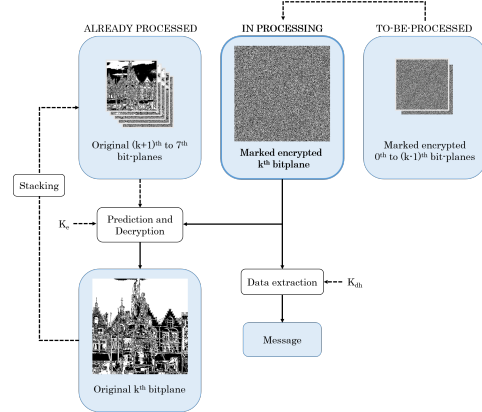 ALREADY PROCESSED
IN PROCESSING
TO-BE-PROCESSED
Original (k+1)th to 7th
bit-planes
Marked encrypted
kth bitplane
Marked encrypted
0th to (k-1)th bit-planes
Stacking
Ke
Prediction and
Decryption
Data extraction
Kdh
Message
Original kth bitplane